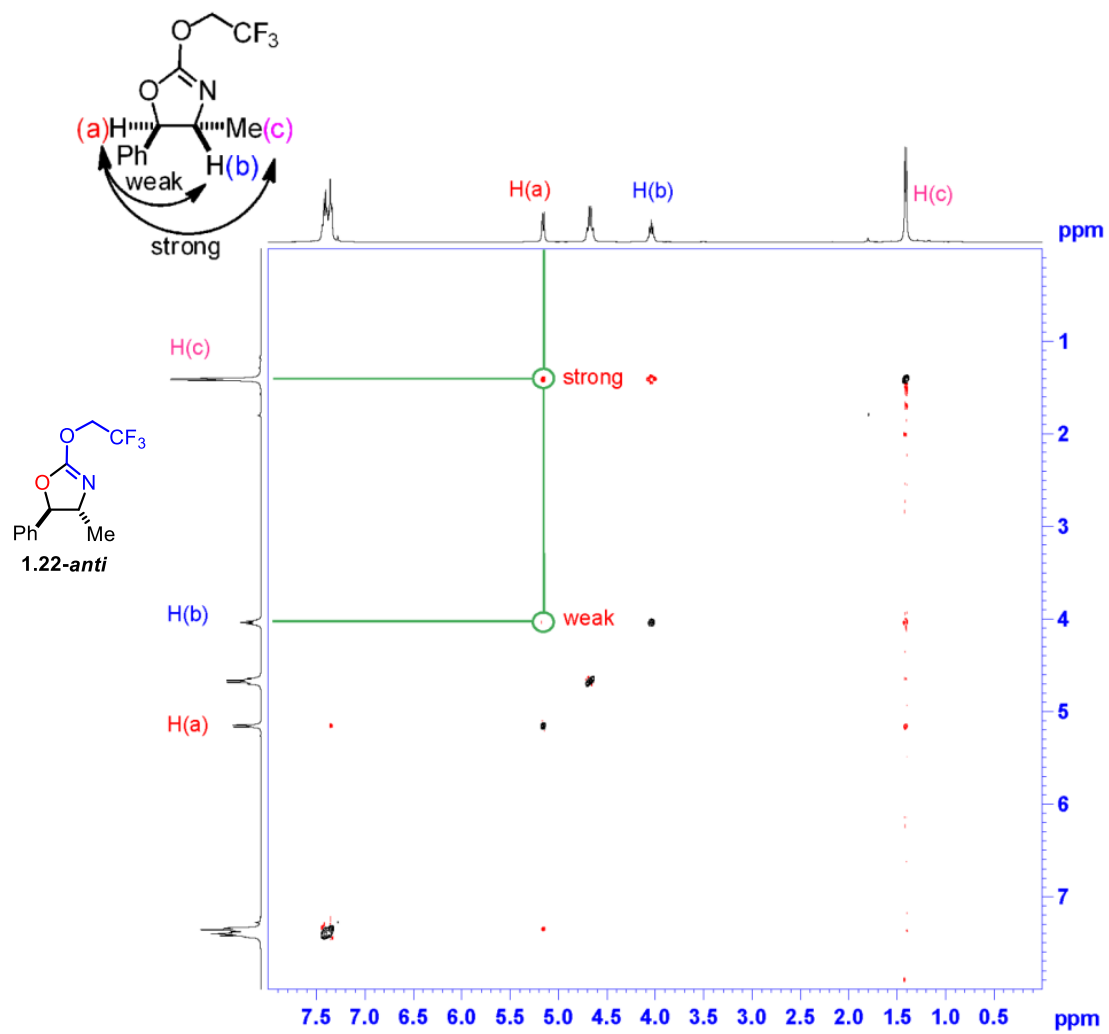 O
CF3
O
N
(a)H
Me(c)
Ph
H(b)
weak
strong
H(a)
H(b)
H(c)
ppm
H(c)
strong
1
2
O
CF3
O
N
Ph
Me
1.22-anti
3
H(b)
weak
4
H(a)
5
6
7
7.5 7.0 6.5 6.0 5.5 5.0 4.5 4.0 3.5 3.0 2.5 2.0 1.5 1.0 0.5 ppm